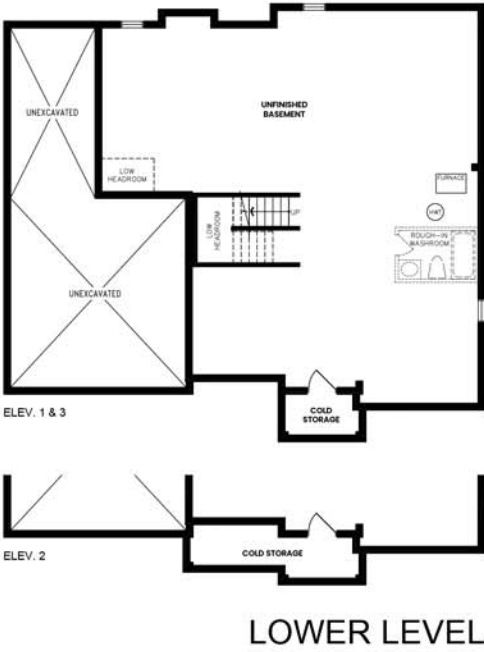 UNFINISHED
BASEMENT
UNEXCAVATED
LOW
HEADROOM
FURNACE
HWT
UP
LOW
HEADROOM
ROUGH-IN
WASHROOM
UNEXCAVATED
COLD
STORAGE
ELEV. 1 & 3
COLD STORAGE
ELEV. 2
LOWER LEVEL